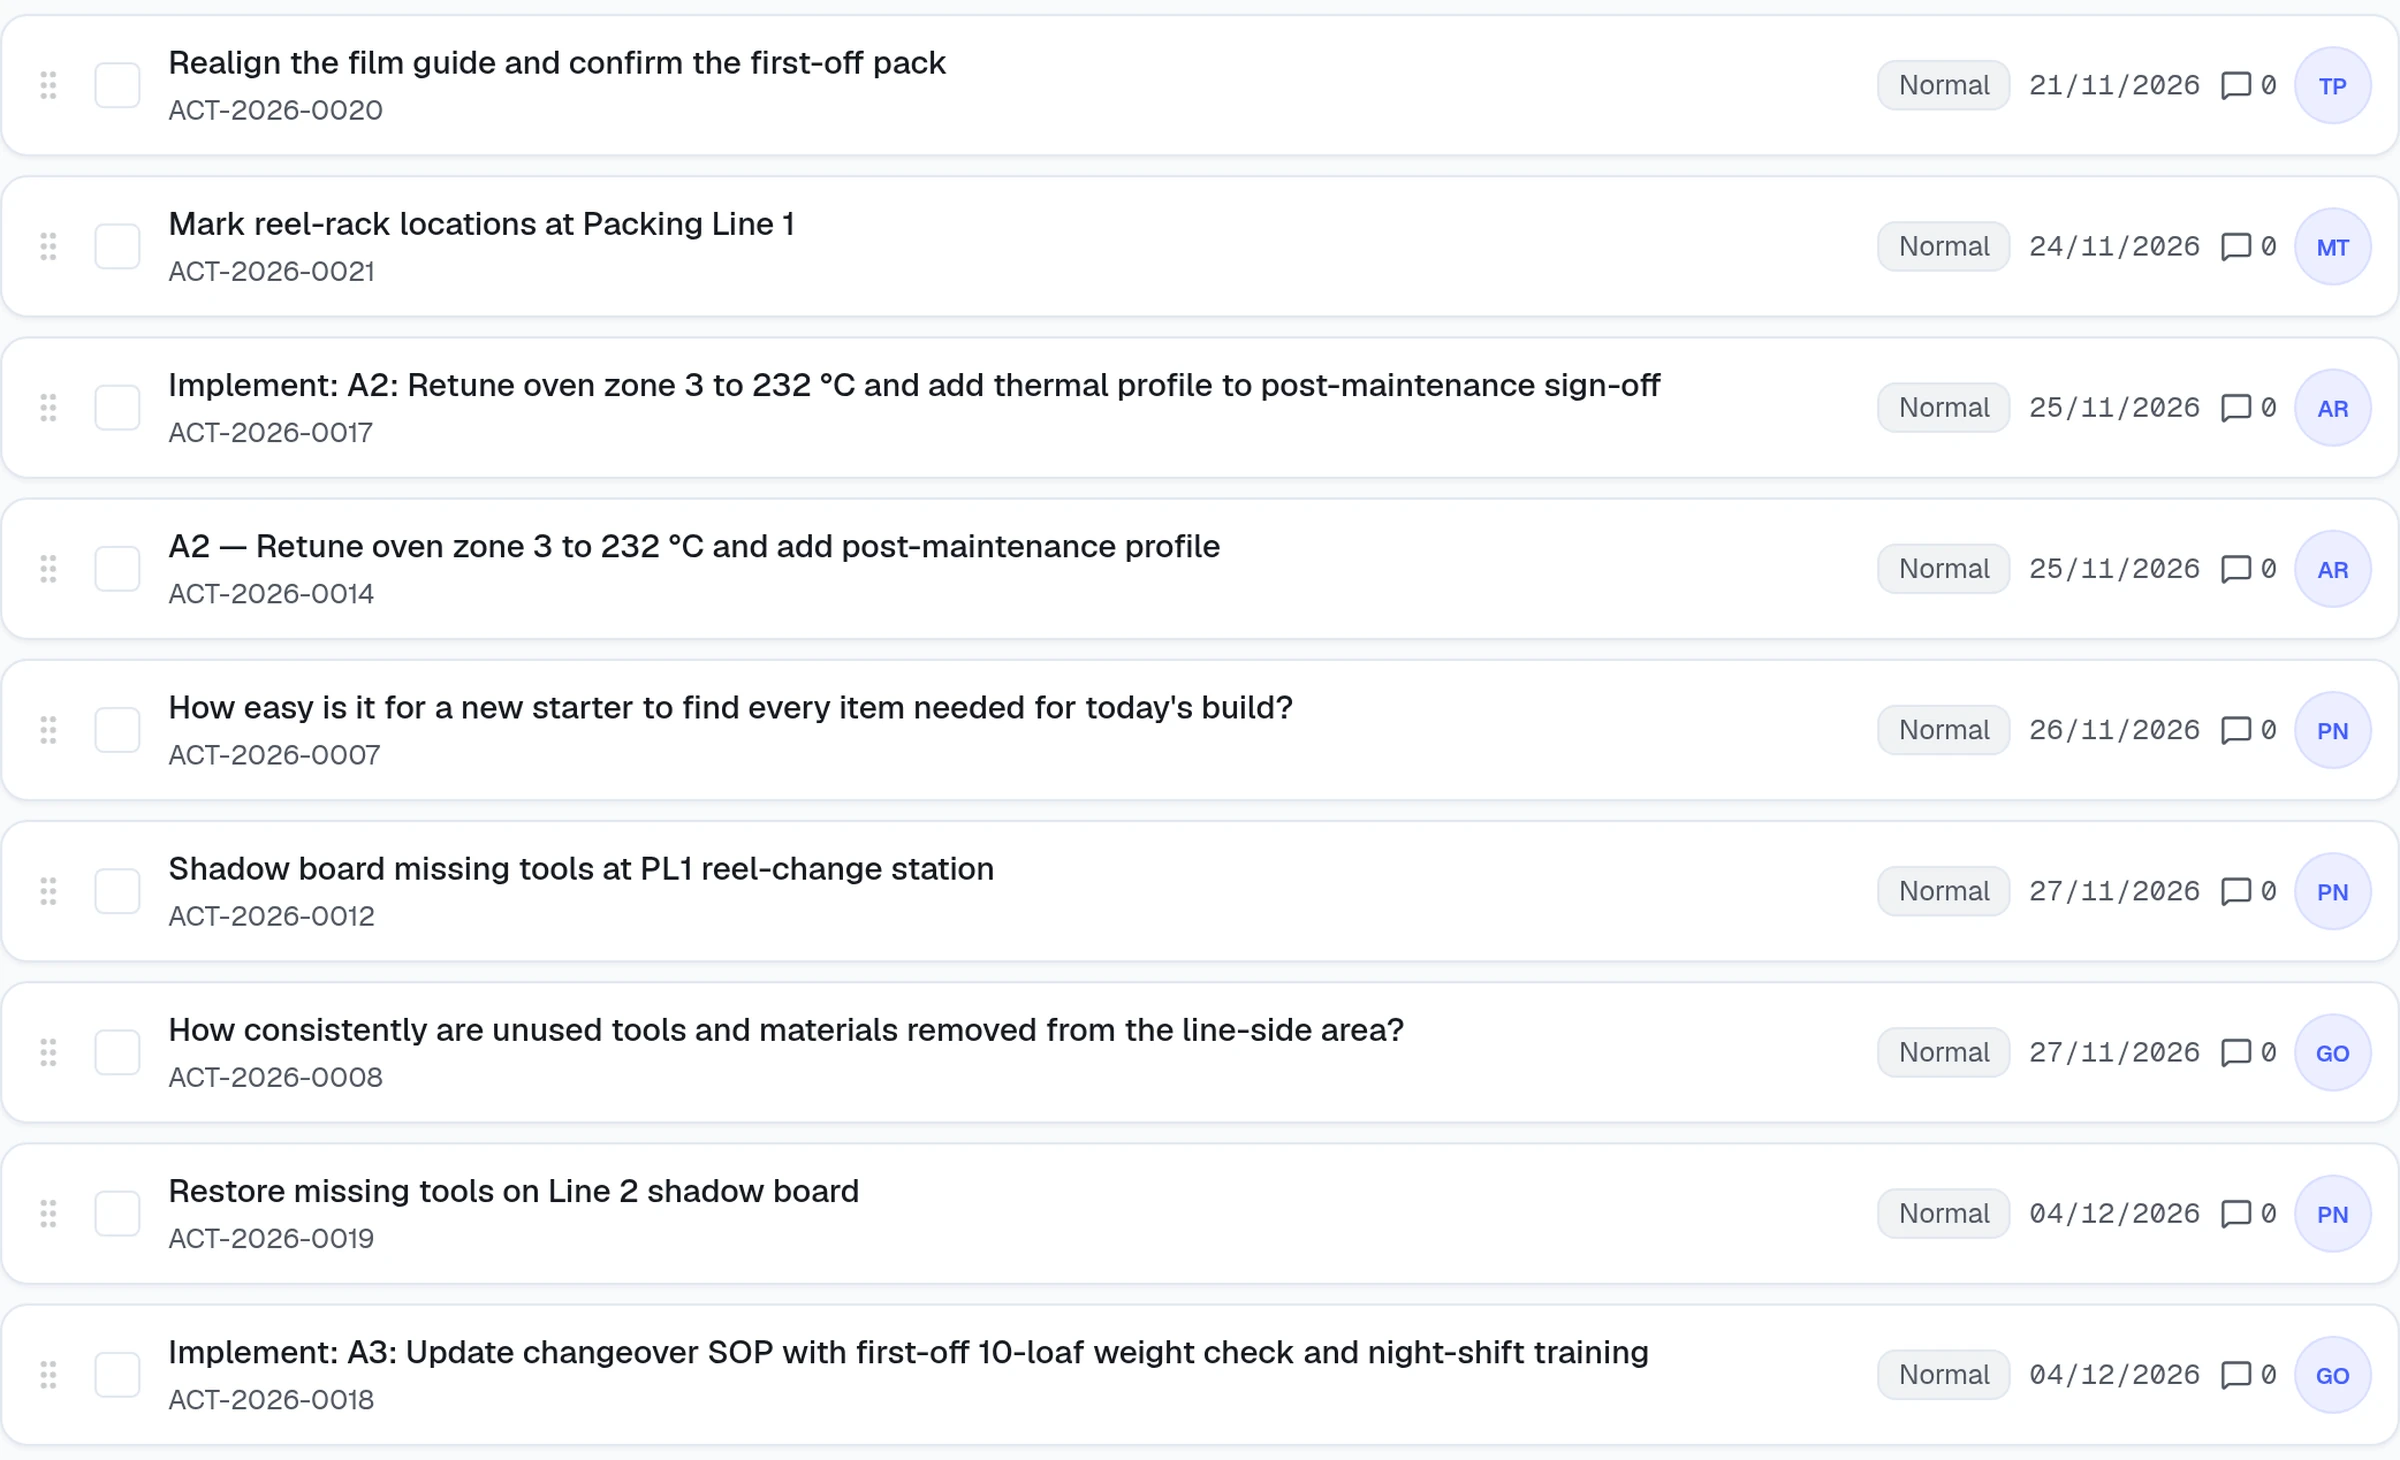 Realign the film guide and confirm the first-off pack
ACT-2026-0020
Normal 21/11/2026 0 TP
Mark reel-rack locations at Packing Line 1
ACT-2026-0021
Normal 24/11/2026 0 MT
Implement: A2: Retune oven zone 3 to 232 °C and add thermal profile to post-maintenance sign-off
ACT-2026-0017
Normal 25/11/2026 0 AR
A2 — Retune oven zone 3 to 232 °C and add post-maintenance profile
ACT-2026-0014
Normal 25/11/2026 0 AR
How easy is it for a new starter to find every item needed for today's build?
ACT-2026-0007
Normal 26/11/2026 0 PN
Shadow board missing tools at PL1 reel-change station
ACT-2026-0012
Normal 27/11/2026 0 PN
How consistently are unused tools and materials removed from the line-side area?
ACT-2026-0008
Normal 27/11/2026 0 GO
Restore missing tools on Line 2 shadow board
ACT-2026-0019
Normal 04/12/2026 0 PN
Implement: A3: Update changeover SOP with first-off 10-loaf weight check and night-shift training
ACT-2026-0018
Normal 04/12/2026 0 GO